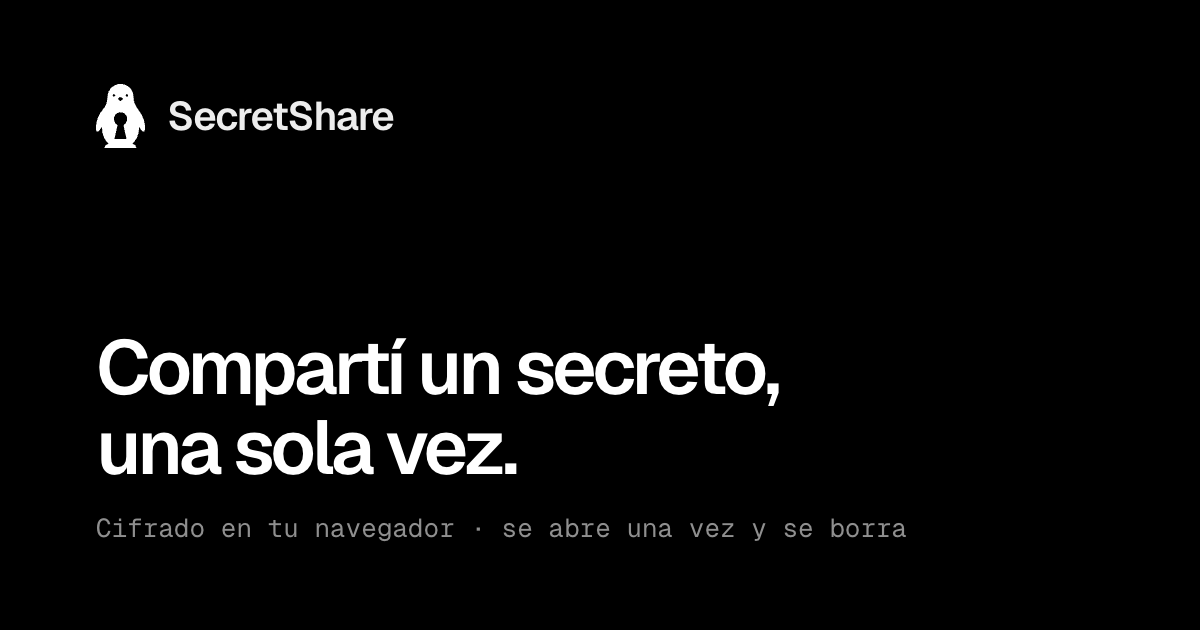 SecretShare
Compartí un secreto,
una sola vez.
Cifrado en tu navegador · se abre una vez y se borra